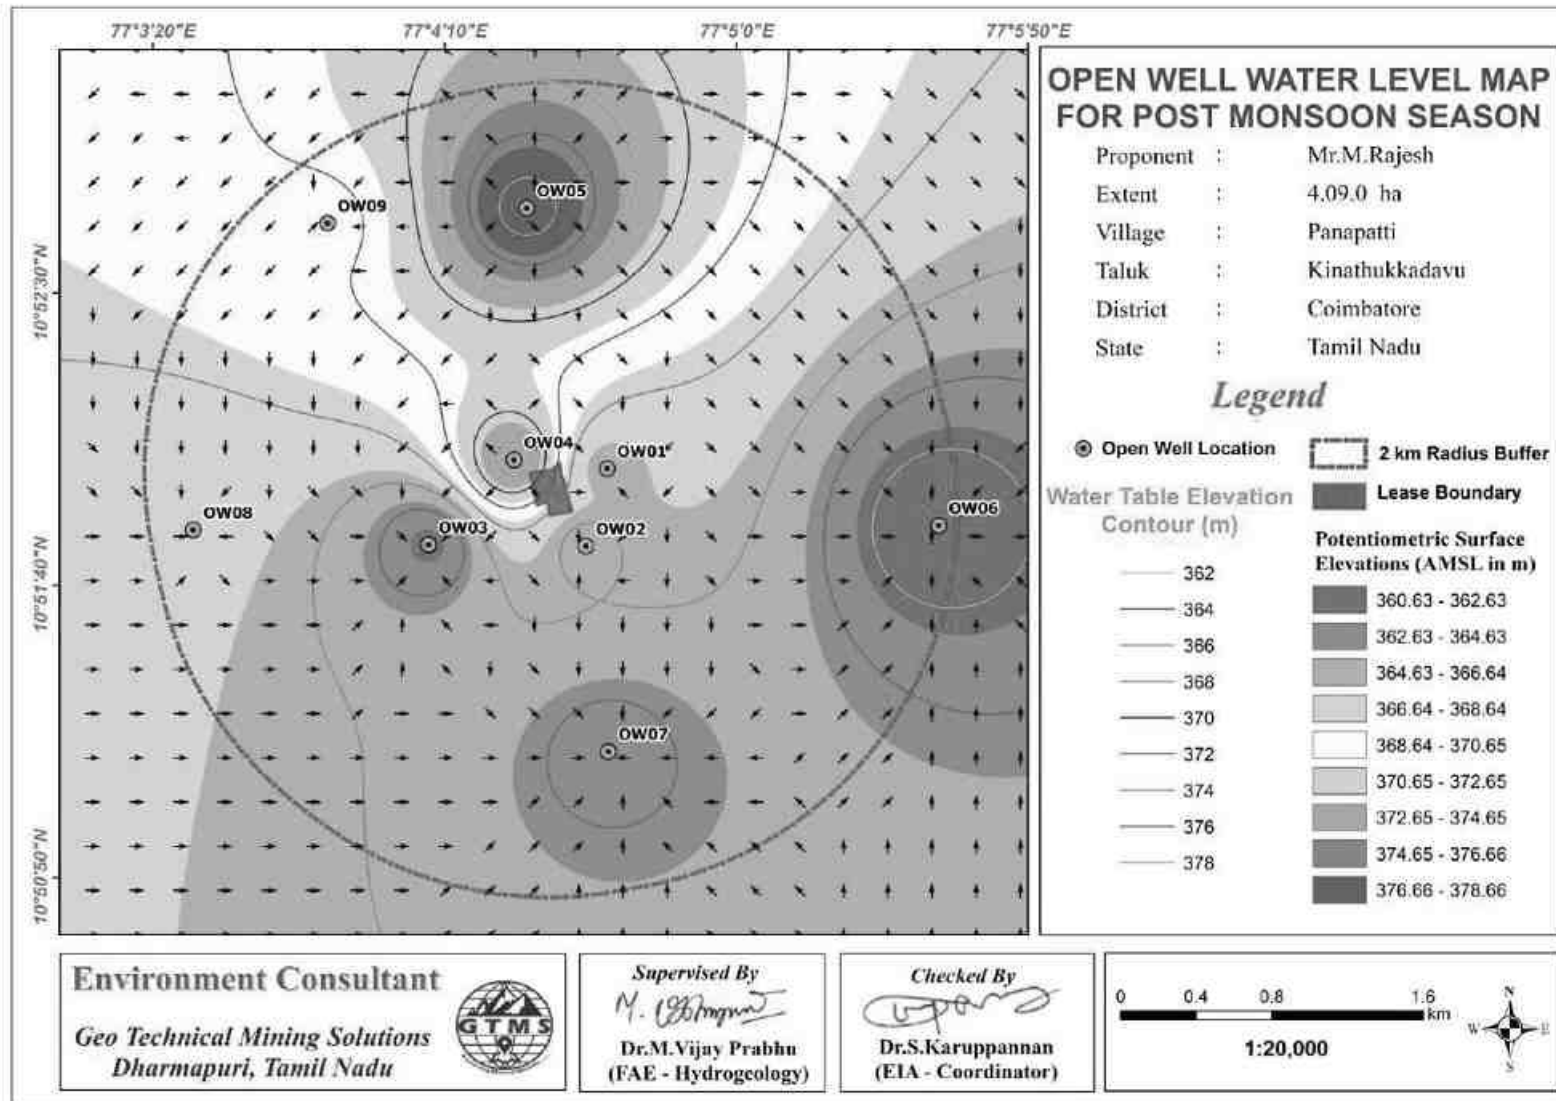 77°3'20"E
77°4'10"E
77°5'0"E
77°5'50"E
10°52'30"N
10°51'40"N
10°50'50"N
OW05
OW09
OW04
OW01
OW08
OW03
OW02
OW06
OW07
OPEN WELL WATER LEVEL MAP
FOR POST MONSOON SEASON
Proponent : Mr.M.Rajesh
Extent : 4.09.0 ha
Village : Panapatti
Taluk : Kinathukkadavu
District : Coimbatore
State : Tamil Nadu
Legend
Open Well Location
2 km Radius Buffer
Lease Boundary
Water Table Elevation
Contour (m)
362
364
366
368
370
372
374
376
378
Potentiometric Surface
Elevations (AMSL in m)
360.63 - 362.63
362.63 - 364.63
364.63 - 366.64
366.64 - 368.64
368.64 - 370.65
370.65 - 372.65
372.65 - 374.65
374.65 - 376.66
376.66 - 378.66
Environment Consultant
Geo Technical Mining Solutions
Dharmapuri, Tamil Nadu
GTMS
Supervised By
Dr.M.Vijay Prabhu
(FAE - Hydrogeology)
Checked By
Dr.S.Karuppannan
(EIA - Coordinator)
0 0.4 0.8 1.6
km
1:20,000
N
W E
S